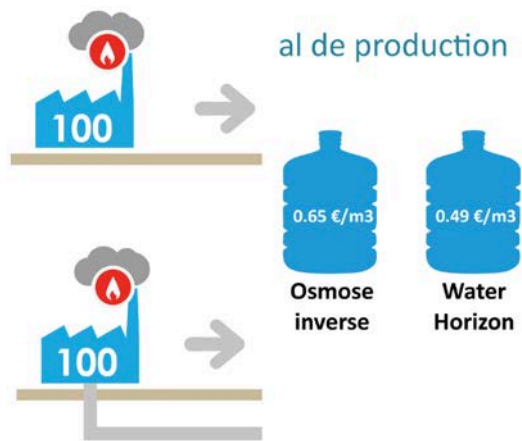 al de production
100
0.65 €/m3
0.49 €/m3
Osmose
inverse
Water
Horizon
100